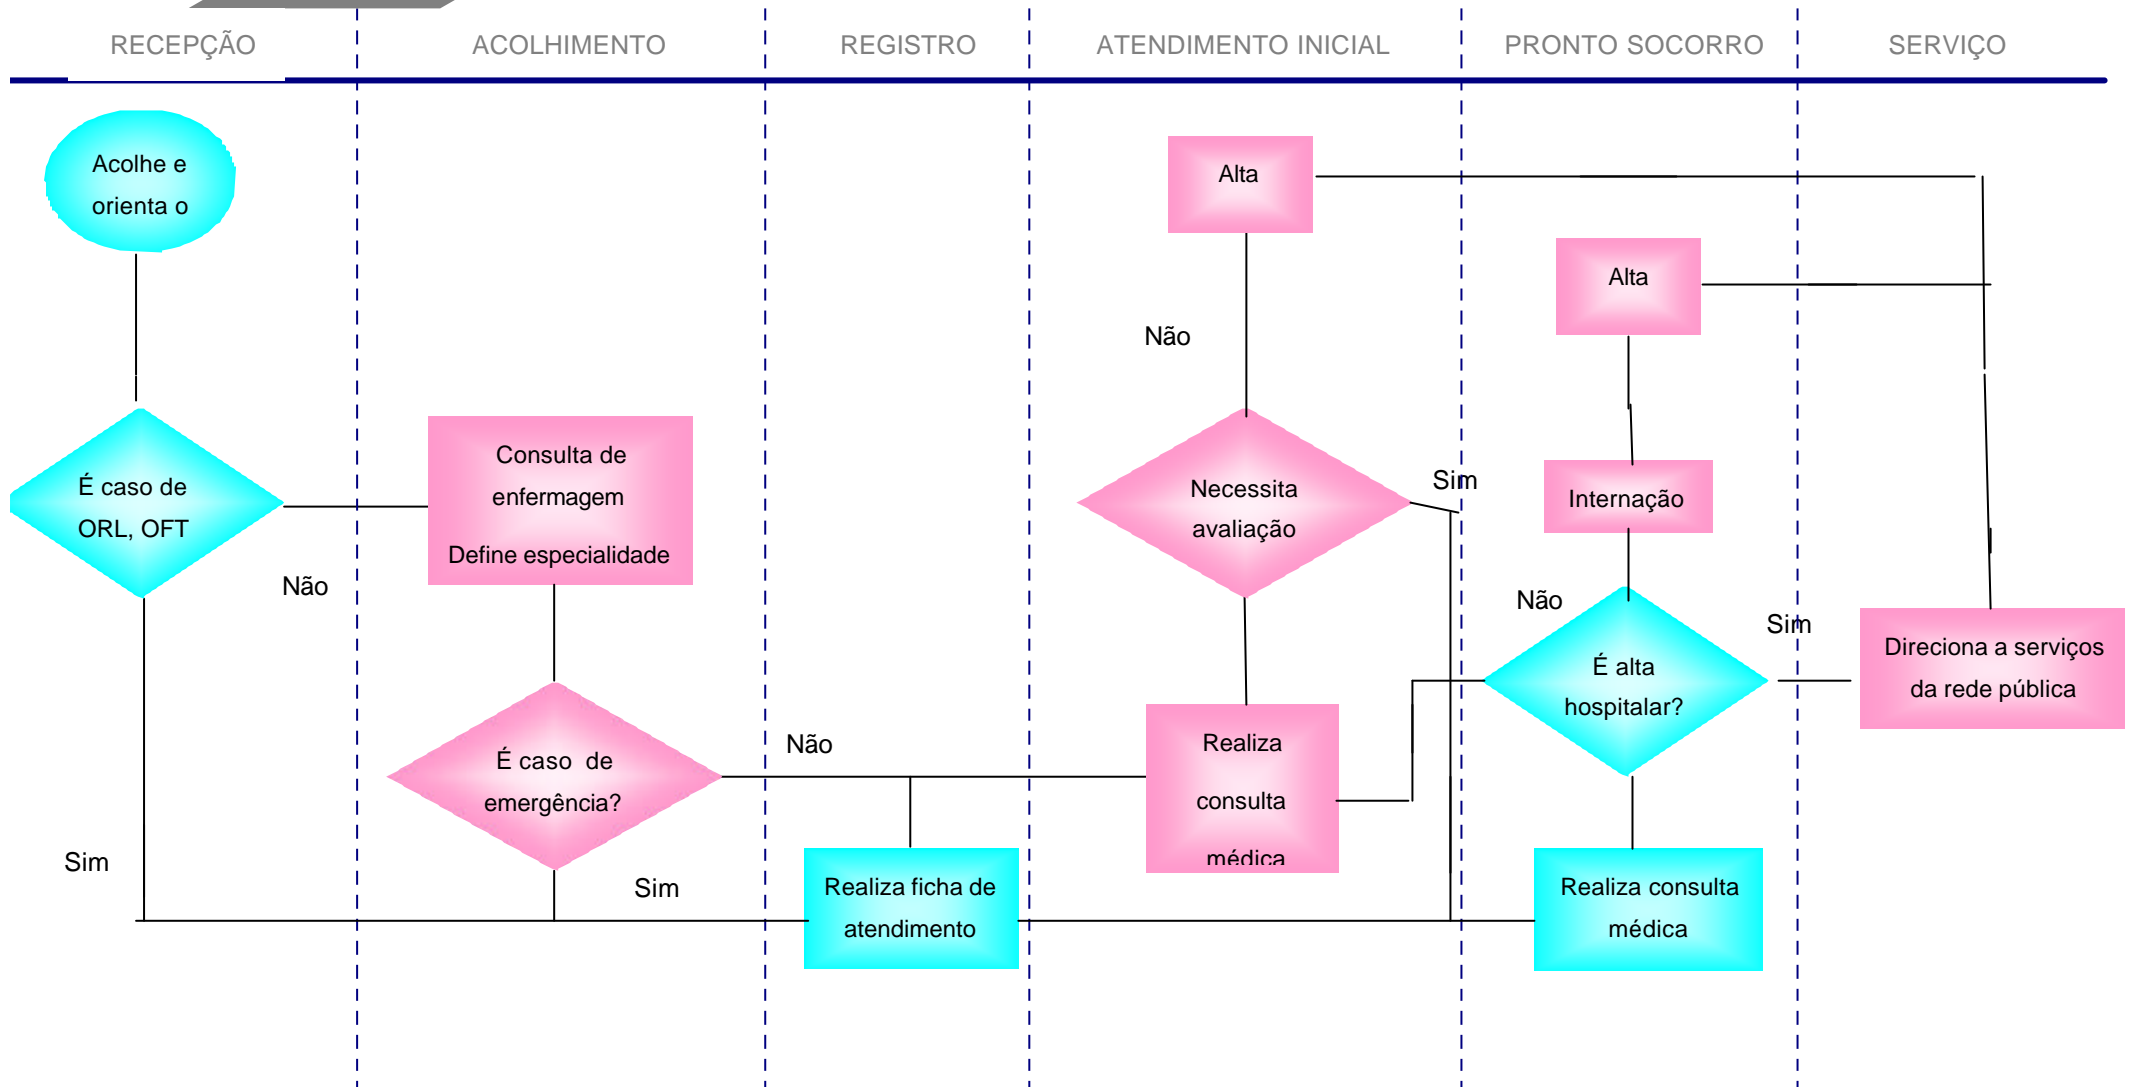 RECEPÇÃO
ACOLHIMENTO
REGISTRO
ATENDIMENTO INICIAL
PRONTO SOCORRO
SERVIÇO
Acolhe e
orienta o
É caso de
ORL, OFT
Não
Sim
Consulta de
enfermagem
Define especialidade
É caso de
emergência?
Não
Sim
Realiza ficha de
atendimento
Alta
Não
Necessita
avaliação
Sim
Realiza
consulta
médica
Alta
Internação
Não
É alta
hospitalar?
Sim
Realiza consulta
médica
Direciona a serviços
da rede pública